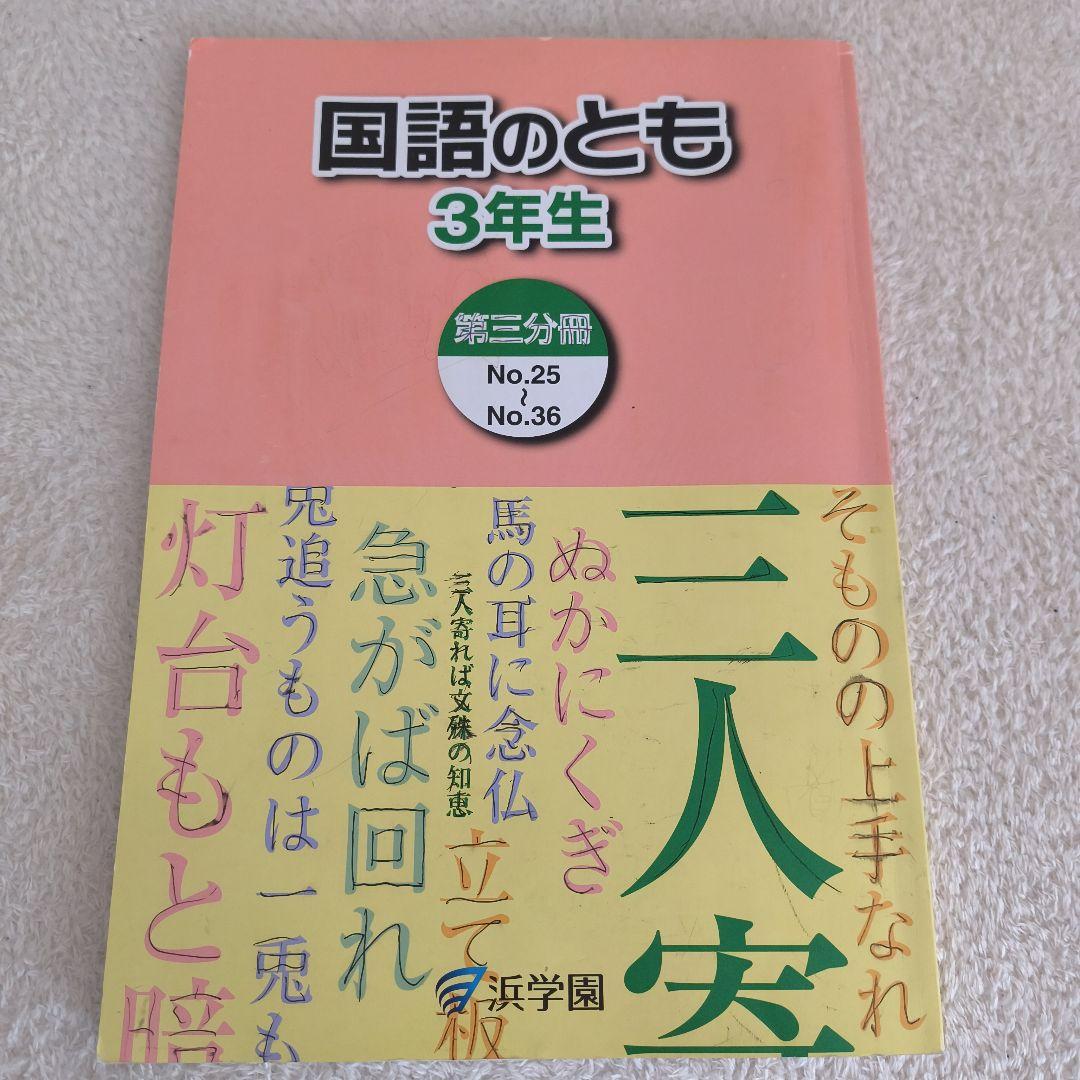 国語のとも
3年生
第三分冊
No.25
~
No.36
そものの上手なれ
三人寄
ぬかにくぎ
馬の耳に念仏
三人寄れば文殊の知恵
立て板
急がば回れ
兎追うものは一兎も
灯台もと暗
浜学園